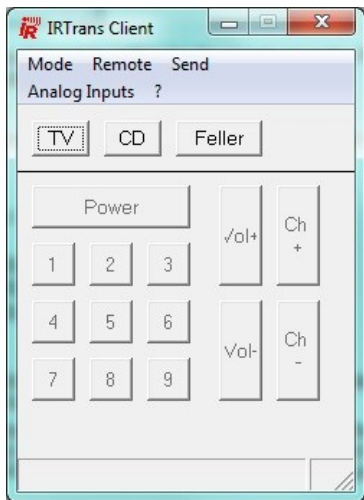 IRTrans Client
Mode Remote Send
Analog Inputs ?
TV CD Feller
Power Vol+ Ch +
1 2 3
4 5 6 Vol- Ch -
7 8 9